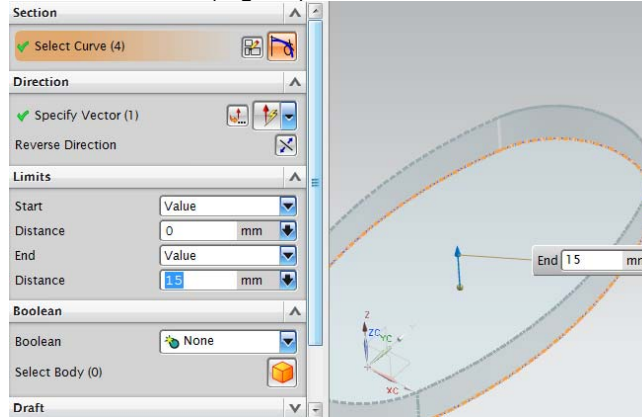 Section
Select Curve (4)
Direction
Specify Vector (1)
Reverse Direction
Limits
Start Value
Distance 0 mm
End Value
Distance 15 mm
Boolean
Boolean None
Select Body (0)
Draft
End 15
Z
ZC
YC
XC